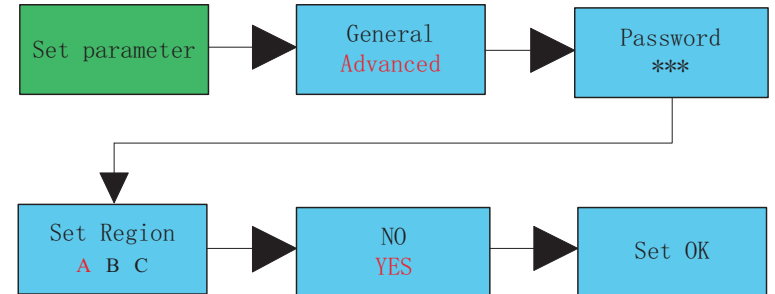 Set parameter
General
Advanced
Password
***
Set Region
A B C
NO
YES
Set OK